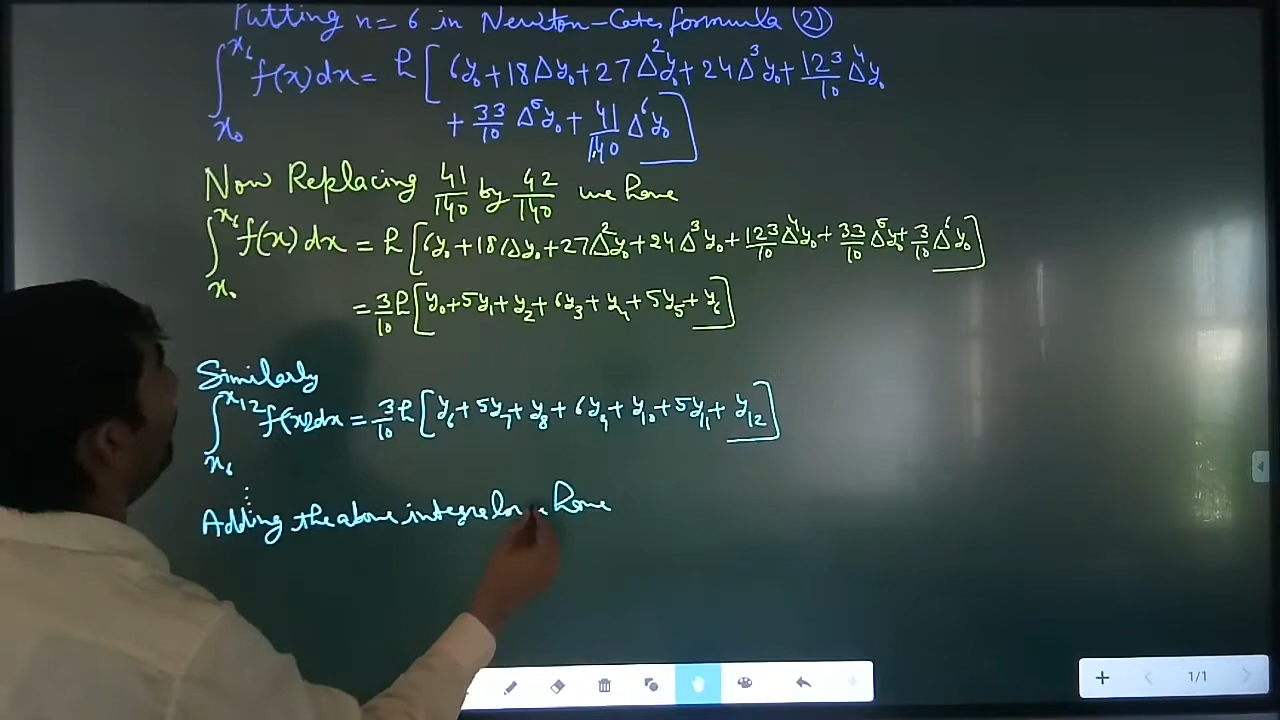 Putting n=6 in Newton-Cotes formula (2)
∫_{x₀}^{x₆} f(x)dx = h[6y₀+18Δy₀+27Δ²y₀+24Δ³y₀+123/10 Δ⁴y₀
+33/10 Δ⁵y₀+41/140 Δ⁶y₀]
Now Replacing 41/140 by 42/140 we have
∫_{x₀}^{x₆} f(x)dx = h[6y₀+18Δy₀+27Δ²y₀+24Δ³y₀+123/10 Δ⁴y₀+33/10 Δ⁵y₀+3/10 Δ⁶y₀]
=3/10 h[y₀+5y₁+y₂+6y₃+y₄+5y₅+y₆]
Similarly
∫_{x₆}^{x₁₂} f(x)dx = 3/10 h[y₆+5y₇+y₈+6y₉+y₁₀+5y₁₁+y₁₂]
⋮
Adding the above integral have
1/1